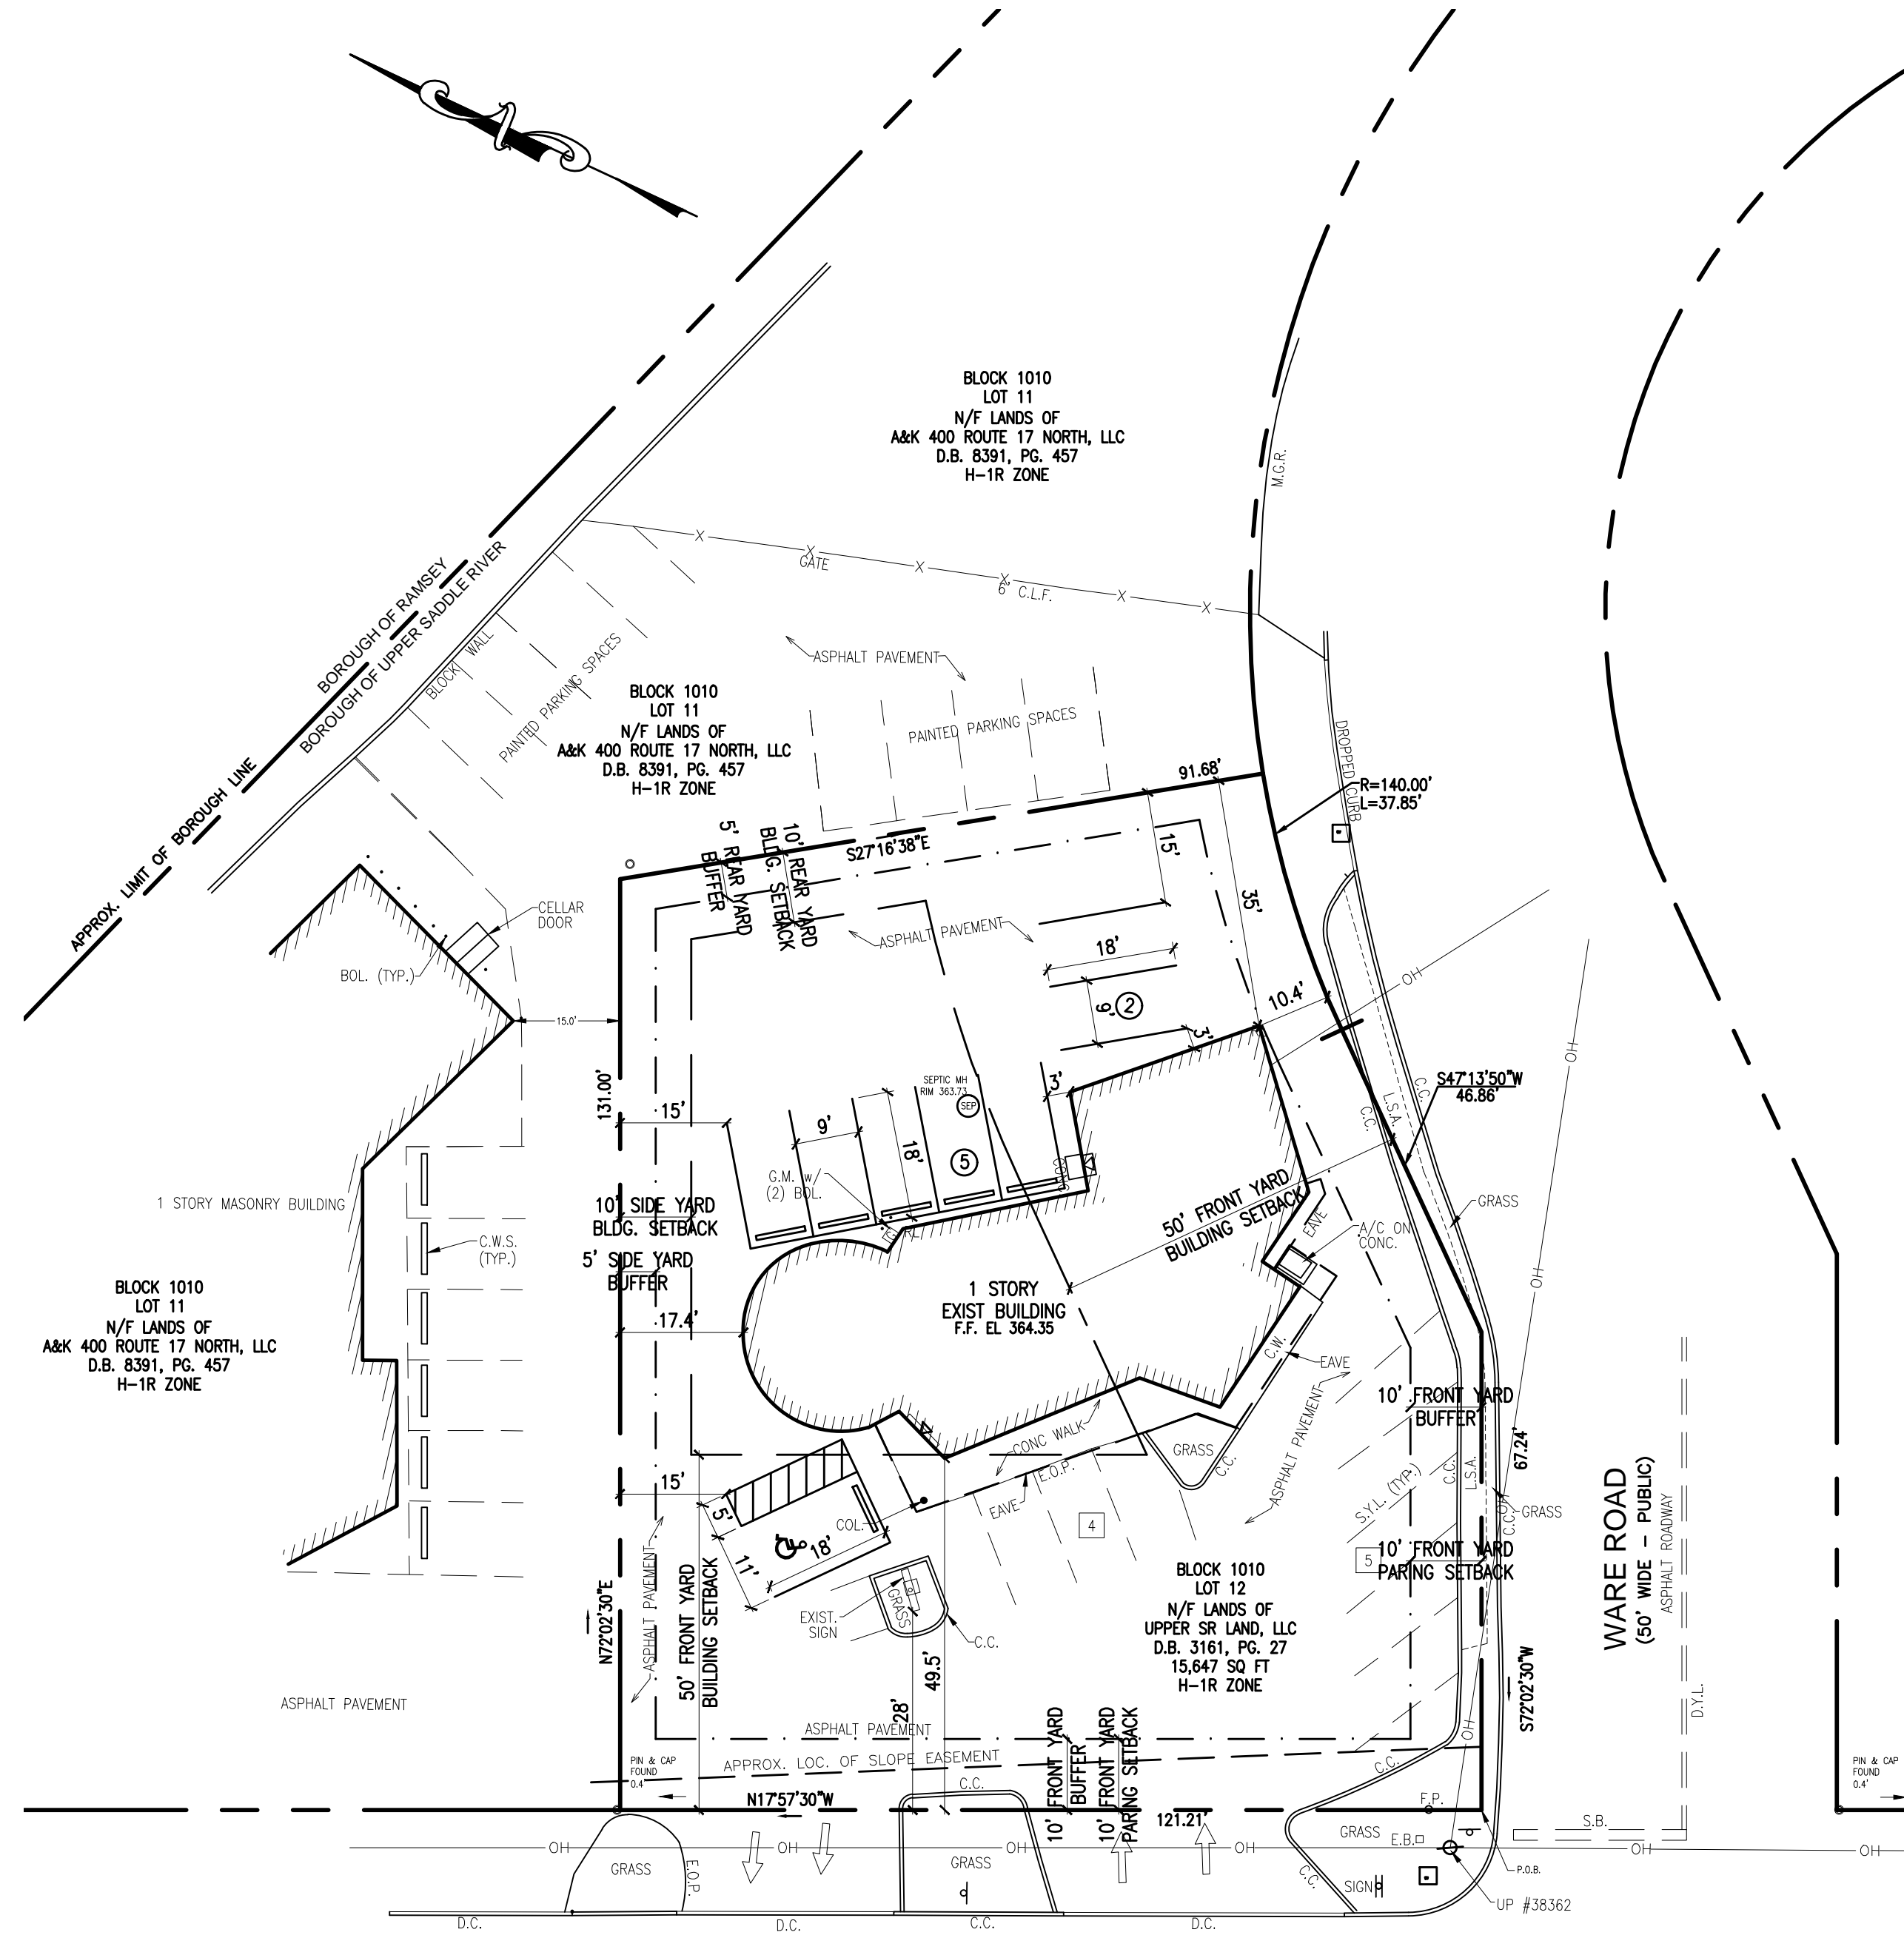 BLOCK 1010
LOT 11
N/F LANDS OF
A&K 400 ROUTE 17 NORTH, LLC
D.B. 8391, PG. 457
H-1R ZONE
M.G.R.
X
X
GATE
X
X
6' C.L.F.
X
X
BOROUGH OF RAMSEY
BOROUGH OF UPPER SADDLE RIVER
APPROX. LIMIT OF BOROUGH LINE
BLOCK WALL
PAINTED PARKING SPACES
ASPHALT PAVEMENT
PAINTED PARKING SPACES
BLOCK 1010
LOT 11
N/F LANDS OF
A&K 400 ROUTE 17 NORTH, LLC
D.B. 8391, PG. 457
H-1R ZONE
DROPPED CURB
R=140.00'
L=37.85'
91.68'
S27°16'38"E
5' REAR YARD
BUFFER
10' REAR YARD
BLDG. SETBACK
15'
35'
CELLAR
DOOR
BOL. (TYP.)
ASPHALT PAVEMENT
18'
9'
2
3'
10.4'
OH
OH
15.0'
131.00'
15'
SEPTIC MH
RIM 363.73
SEP
3'
9'
18'
5
G.M. w/
(2) BOL.
CONC
C.C.
L.S.A.
C.C.
S47°13'50"W
46.86'
1 STORY MASONRY BUILDING
10' SIDE YARD
BLDG. SETBACK
5' SIDE YARD
BUFFER
C.W.S.
(TYP.)
50' FRONT YARD
BUILDING SETBACK
EAVE
A/C ON
CONC.
GRASS
OH
BLOCK 1010
LOT 11
N/F LANDS OF
A&K 400 ROUTE 17 NORTH, LLC
D.B. 8391, PG. 457
H-1R ZONE
17.4'
1 STORY
EXIST BUILDING
F.F. EL 364.35
C.W.
EAVE
ASPHALT PAVEMENT
10' FRONT YARD
BUFFER
67.24'
CONC WALK
E.O.P.
EAVE
GRASS
C.C.
S.Y.L. (TYP.)
C.C.
L.S.A.
GRASS
OH
C.C.
15'
5'
11'
18'
COL.
4
5
10' FRONT YARD
PARING SETBACK
WARE ROAD
(50' WIDE - PUBLIC)
ASPHALT ROADWAY
N72°02'30"E
ASPHALT PAVEMENT
50' FRONT YARD
BUILDING SETBACK
EXIST.
SIGN
GRASS
C.C.
BLOCK 1010
LOT 12
N/F LANDS OF
UPPER SR LAND, LLC
D.B. 3161, PG. 27
15,647 SQ FT
H-1R ZONE
S72°02'30"W
D.Y.L.
ASPHALT PAVEMENT
28'
49.5'
ASPHALT PAVEMENT
APPROX. LOC. OF SLOPE EASEMENT
PIN & CAP
FOUND
0.4'
N17°57'30"W
C.C.
10' FRONT YARD
BUFFER
10' FRONT YARD
PARING SETBACK
121.21'
OH
C.C.
F.P.
PIN & CAP
FOUND
0.4'
OH
OH
OH
OH
GRASS
E.B.
S.B.
OH
OH
GRASS
E.O.P.
GRASS
C.C.
SIGN
P.O.B.
UP #38362
D.C.
D.C.
C.C.
D.C.